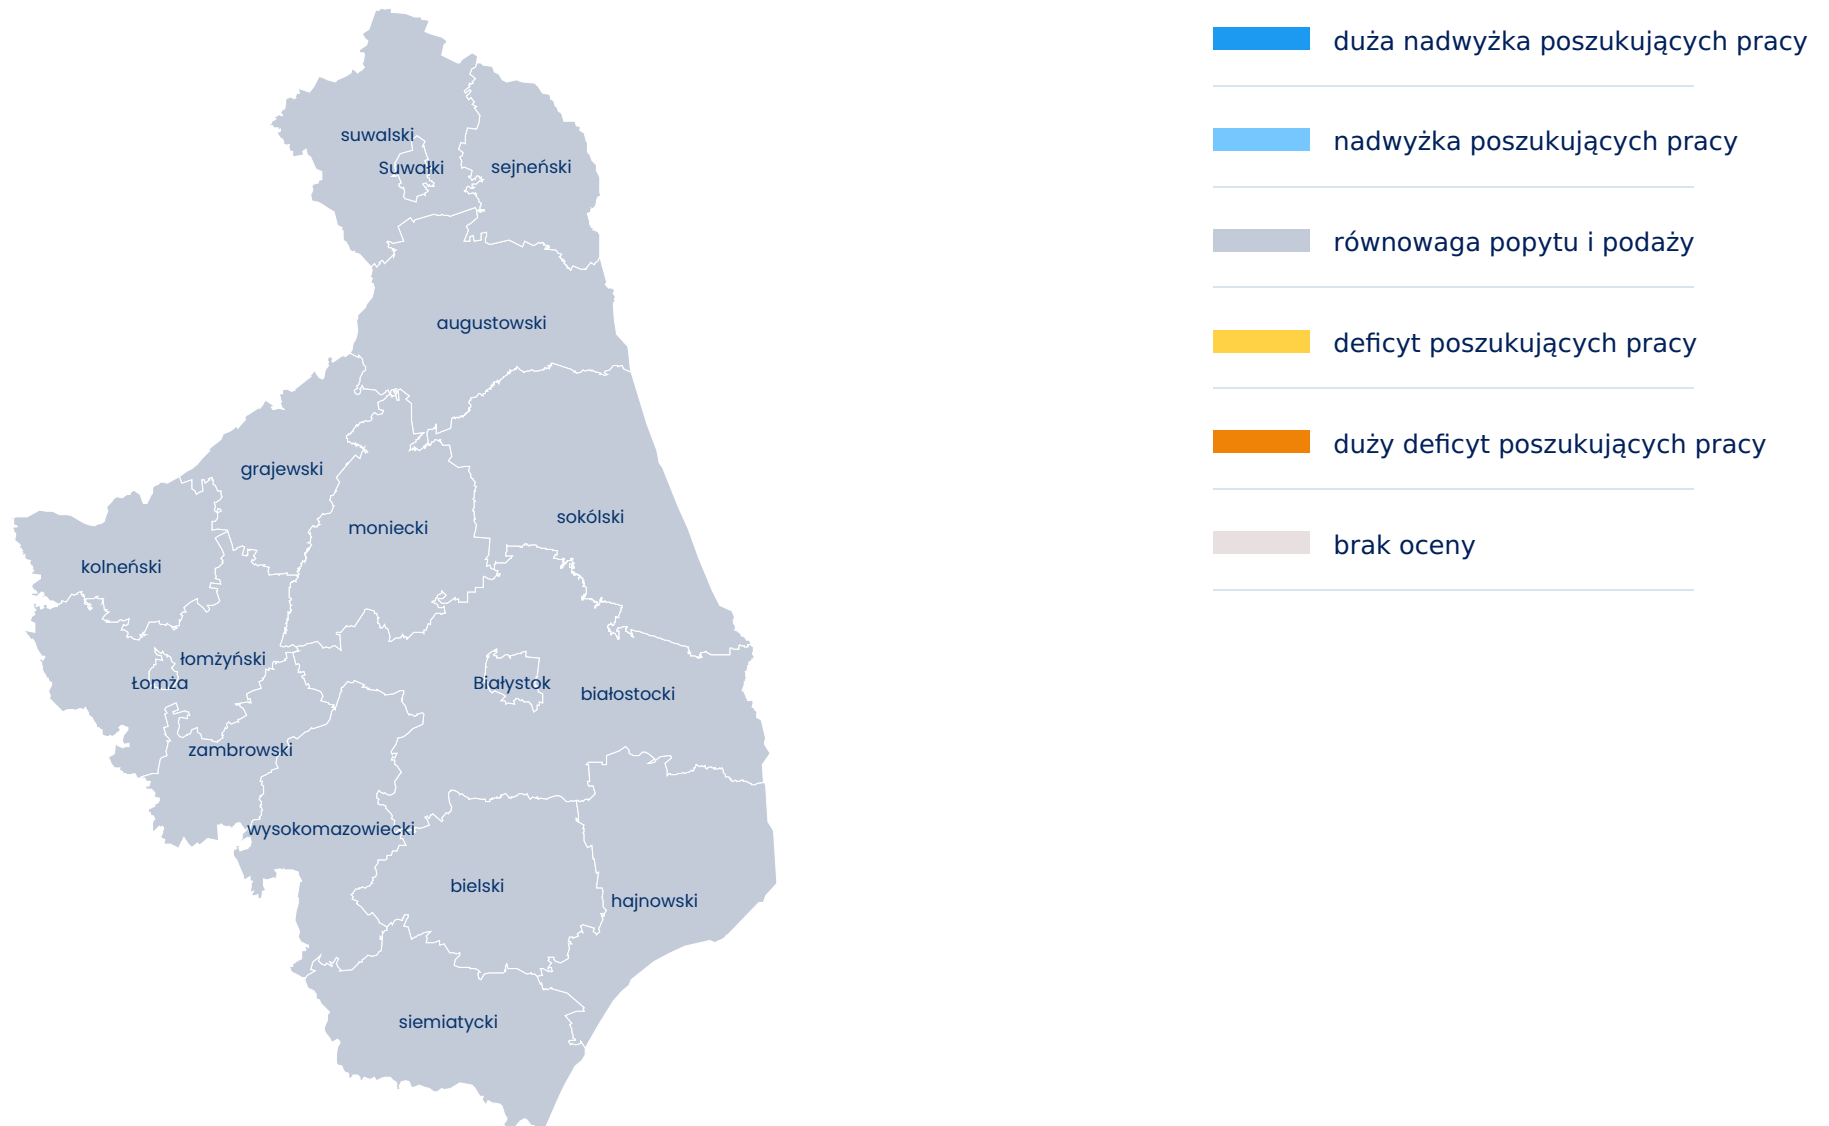 suwalski
Suwałki
sejneński
augustowski
grajewski
sokólski
moniecki
kolneński
łomżyński
Łomża
Białystok
białostocki
zambrowski
wysokomazowiecki
bielski
hajnowski
siemiatycki
duża nadwyżka poszukujących pracy
nadwyżka poszukujących pracy
równowaga popytu i podaży
deficyt poszukujących pracy
duży deficyt poszukujących pracy
brak oceny